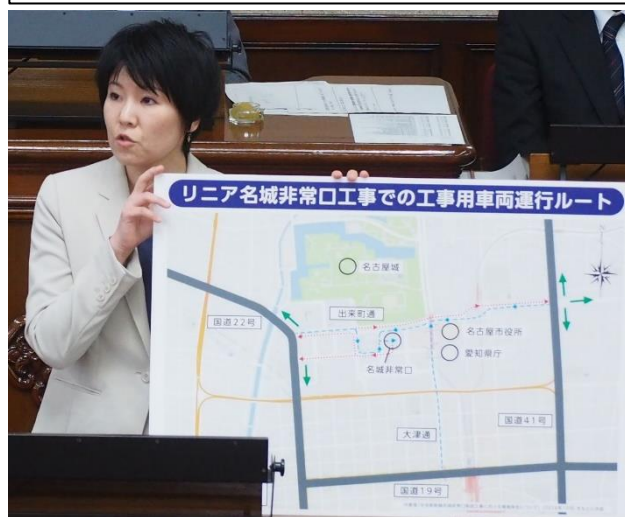 リニア名城非常口工事での工事用車両運行ルート
名古屋城
出来町通
国道22号
名古屋市役所
愛知県庁
名城非常口
国道41号
大津通
国道19号